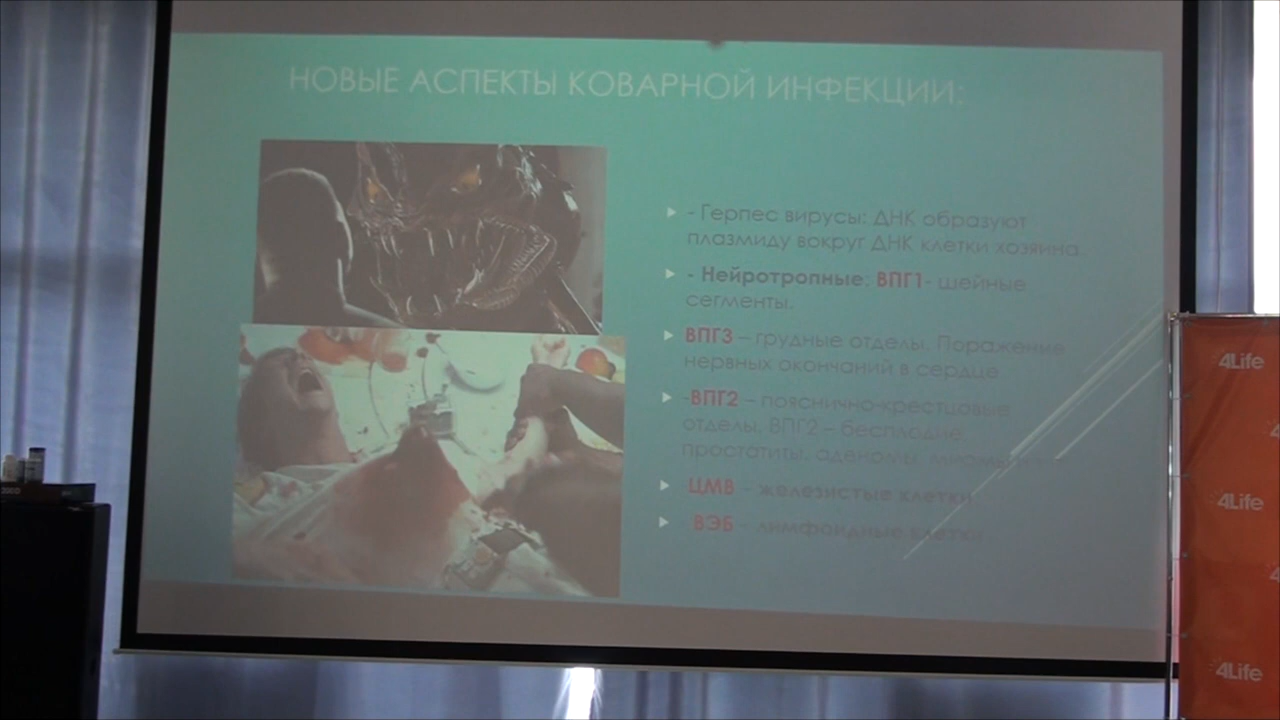 НОВЫЕ АСПЕКТЫ КОВАРНОЙ ИНФЕКЦИИ:
- Герпес вирусы: ДНК образуют
плазмиду вокруг ДНК клетки хозяина
- Нейротропные: ВПГ1- шейные
сегменты.
ВПГ3 – грудные отделы. Поражение
нервных окончаний в сердце
-ВПГ2 – пояснично-крестцовые
отделы. ВПГ2 – бесплодие,
простатиты, аденомы, миомы
ЦМВ – железистые клетки
ВЭБ – лимфоидные клетки
4Life
4Life
4Life